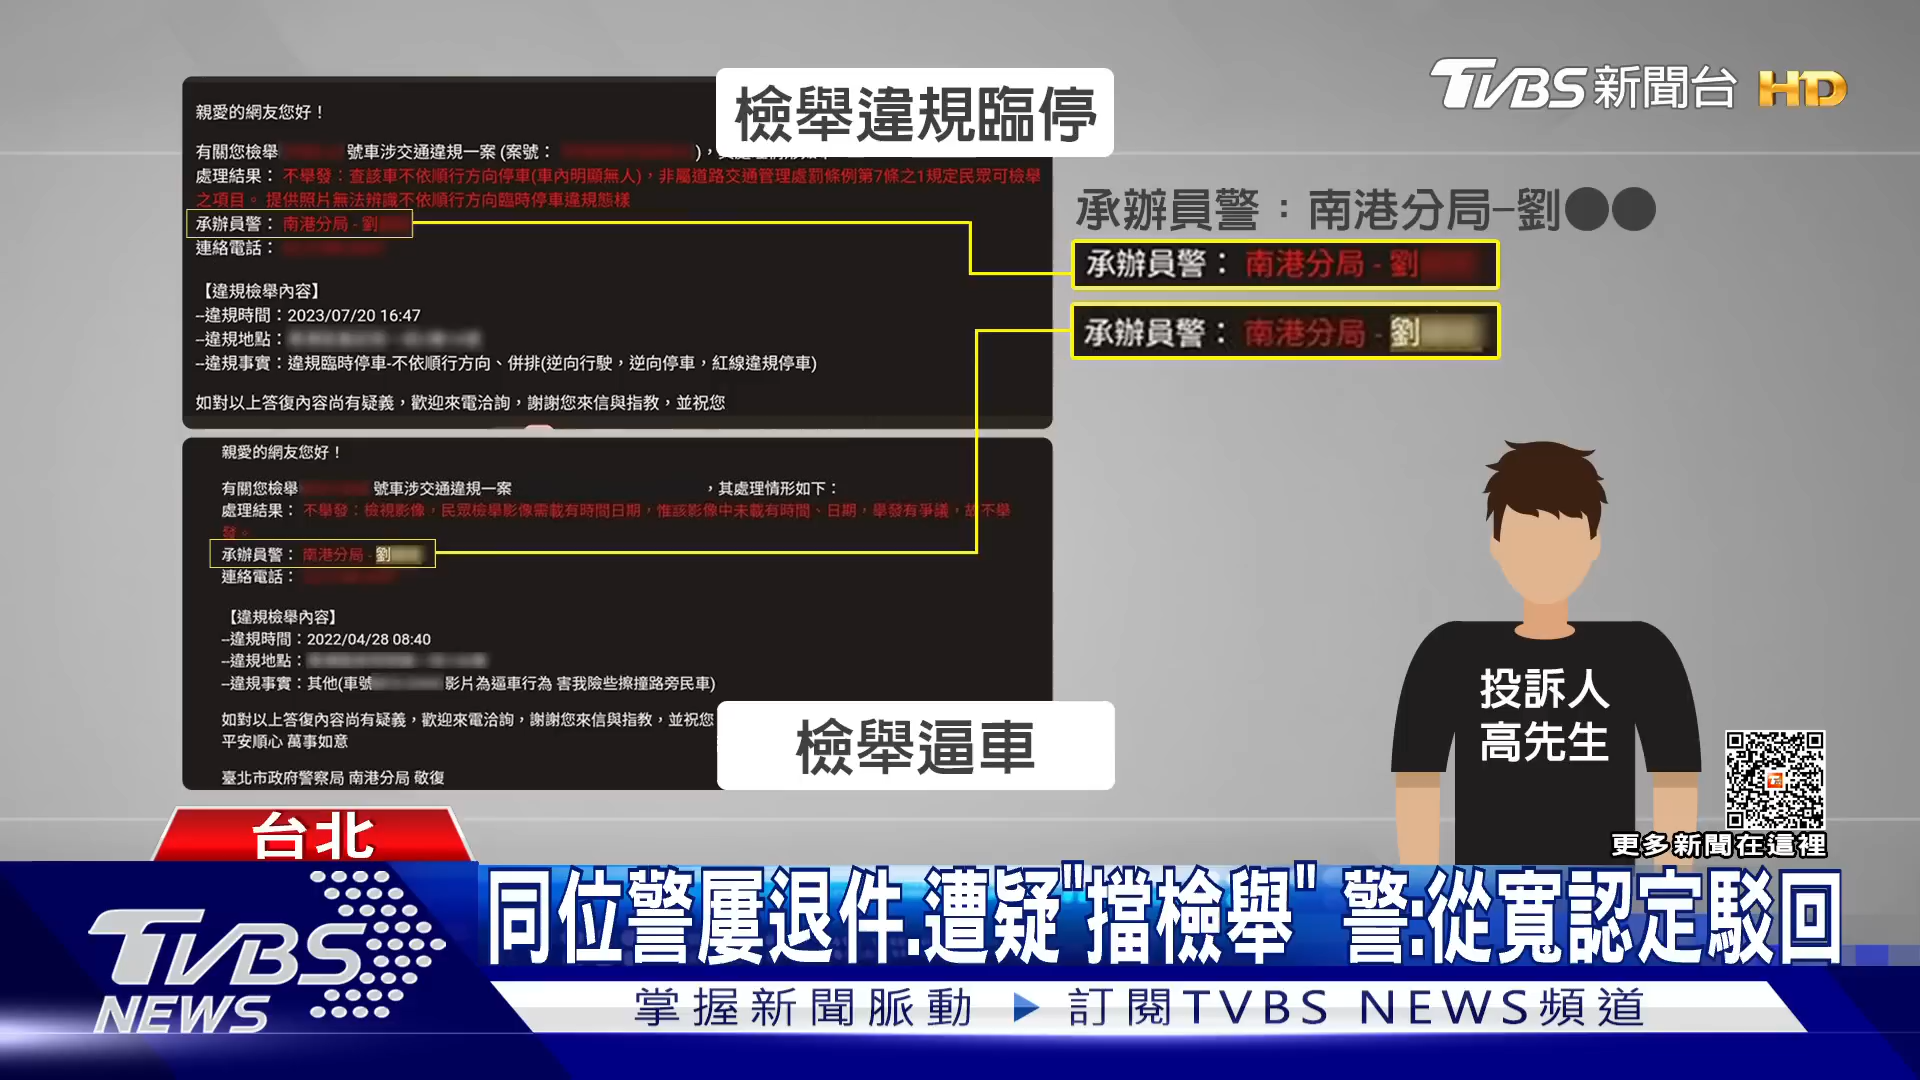 TVBS新聞台 HD
檢舉違規臨停
親愛的網友您好！
有關您檢舉 號車涉交通違規一案 (案號： )，
處理結果： 不舉發：查該車不依順行方向停車(車內明顯無人)，非屬道路交通管理處罰條例第7條之1規定民眾可檢舉
之項目。 提供照片無法辨識不依順行方向臨時停車違規態樣
承辦員警： 南港分局 - 劉
連絡電話：
【違規檢舉內容】
--違規時間：2023/07/20 16:47
--違規地點：
--違規事實：違規臨時停車-不依順行方向、併排(逆向行駛，逆向停車，紅線違規停車)
如對以上答復內容尚有疑義，歡迎來電洽詢，謝謝您來信與指教，並祝您
承辦員警：南港分局–劉●●
承辦員警： 南港分局 - 劉
承辦員警： 南港分局 - 劉
親愛的網友您好！
有關您檢舉 號車涉交通違規一案 ，其處理情形如下：
處理結果： 不舉發：檢視影像，民眾檢舉影像需載有時間日期，惟該影像中未載有時間、日期，舉發有爭議，故不舉
發。
承辦員警： 南港分局 - 劉
連絡電話：
【違規檢舉內容】
--違規時間：2022/04/28 08:40
--違規地點：
--違規事實：其他(車號 影片為逼車行為 害我險些擦撞路旁民車)
如對以上答復內容尚有疑義，歡迎來電洽詢，謝謝您來信與指教，並祝您
平安順心 萬事如意
臺北市政府警察局 南港分局 敬復
檢舉逼車
投訴人
高先生
更多新聞在這裡
台北
同位警屢退件.遭疑"擋檢舉" 警:從寬認定駁回
TVBS
NEWS
掌握新聞脈動 ▶ 訂閱TVBS NEWS頻道